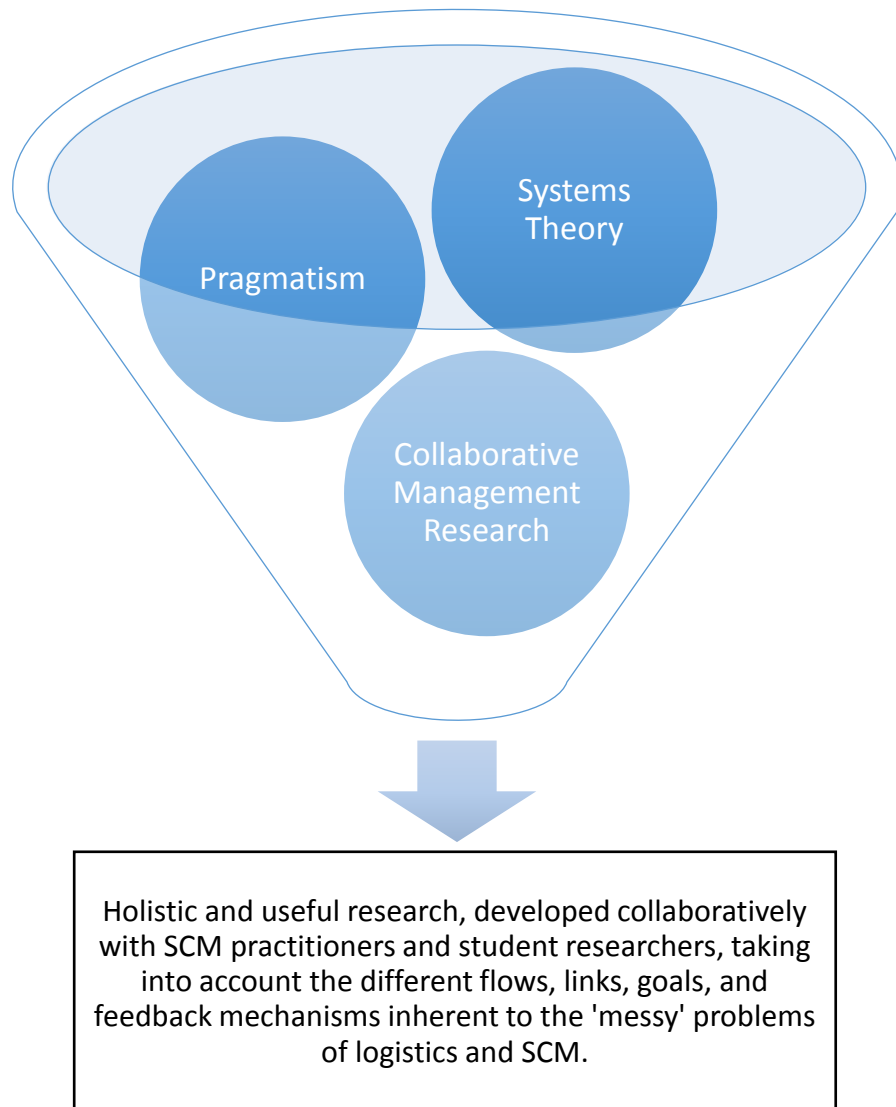 Systems
Theory
Pragmatism
Collaborative
Management
Research
Holistic and useful research, developed collaboratively
with SCM practitioners and student researchers, taking
into account the different flows, links, goals, and
feedback mechanisms inherent to the 'messy' problems
of logistics and SCM.